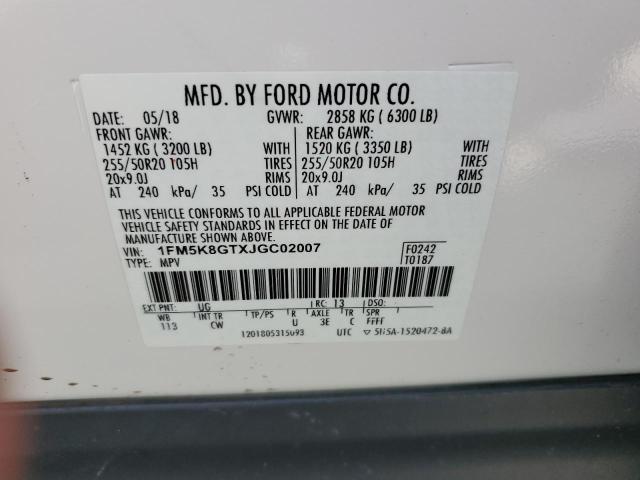 MFD. BY FORD MOTOR CO.
DATE: 05/18 GVWR: 2858 KG ( 6300 LB)
FRONT GAWR: REAR GAWR:
1452 KG ( 3200 LB) WITH 1520 KG ( 3350 LB) WITH
255/50R20 105H TIRES 255/50R20 105H TIRES
20x9.0J RIMS 20x9.0J RIMS
AT 240 kPa/ 35 PSI COLD AT 240 kPa/ 35 PSI COLD
THIS VEHICLE CONFORMS TO ALL APPLICABLE FEDERAL MOTOR
VEHICLE SAFETY STANDARDS IN EFFECT ON THE DATE OF
MANUFACTURE SHOWN ABOVE.
VIN: 1FM5K8GTXJGC02007 F0242
TYPE: MPV T0187
EXT PNT: UG RC: 13 DSO:
WB INT TR TP/PS R AXLE TR SPR
113 CW U 3E C FFFF
1201805315093 UTC